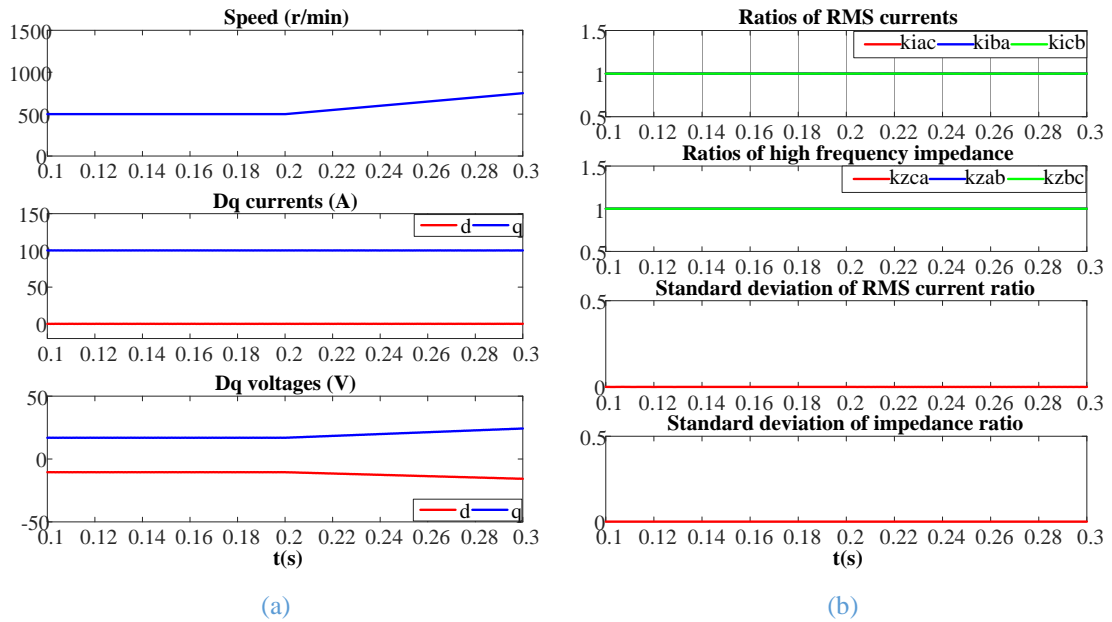 Speed (r/min)
1500
1000
500
0
0.1 0.12 0.14 0.16 0.18 0.2 0.22 0.24 0.26 0.28 0.3
Dq currents (A)
150
100
50
0
d q
0.1 0.12 0.14 0.16 0.18 0.2 0.22 0.24 0.26 0.28 0.3
Dq voltages (V)
50
0
-50
d q
0.1 0.12 0.14 0.16 0.18 0.2 0.22 0.24 0.26 0.28 0.3
t(s)
(a)
Ratios of RMS currents
1.5
1
0.5
kiac kiba kicb
0.1 0.12 0.14 0.16 0.18 0.2 0.22 0.24 0.26 0.28 0.3
Ratios of high frequency impedance
1.5
1
0.5
kzca kzab kzbc
0.1 0.12 0.14 0.16 0.18 0.2 0.22 0.24 0.26 0.28 0.3
Standard deviation of RMS current ratio
0.5
0
0.1 0.12 0.14 0.16 0.18 0.2 0.22 0.24 0.26 0.28 0.3
Standard deviation of impedance ratio
0.5
0
0.1 0.12 0.14 0.16 0.18 0.2 0.22 0.24 0.26 0.28 0.3
t(s)
(b)